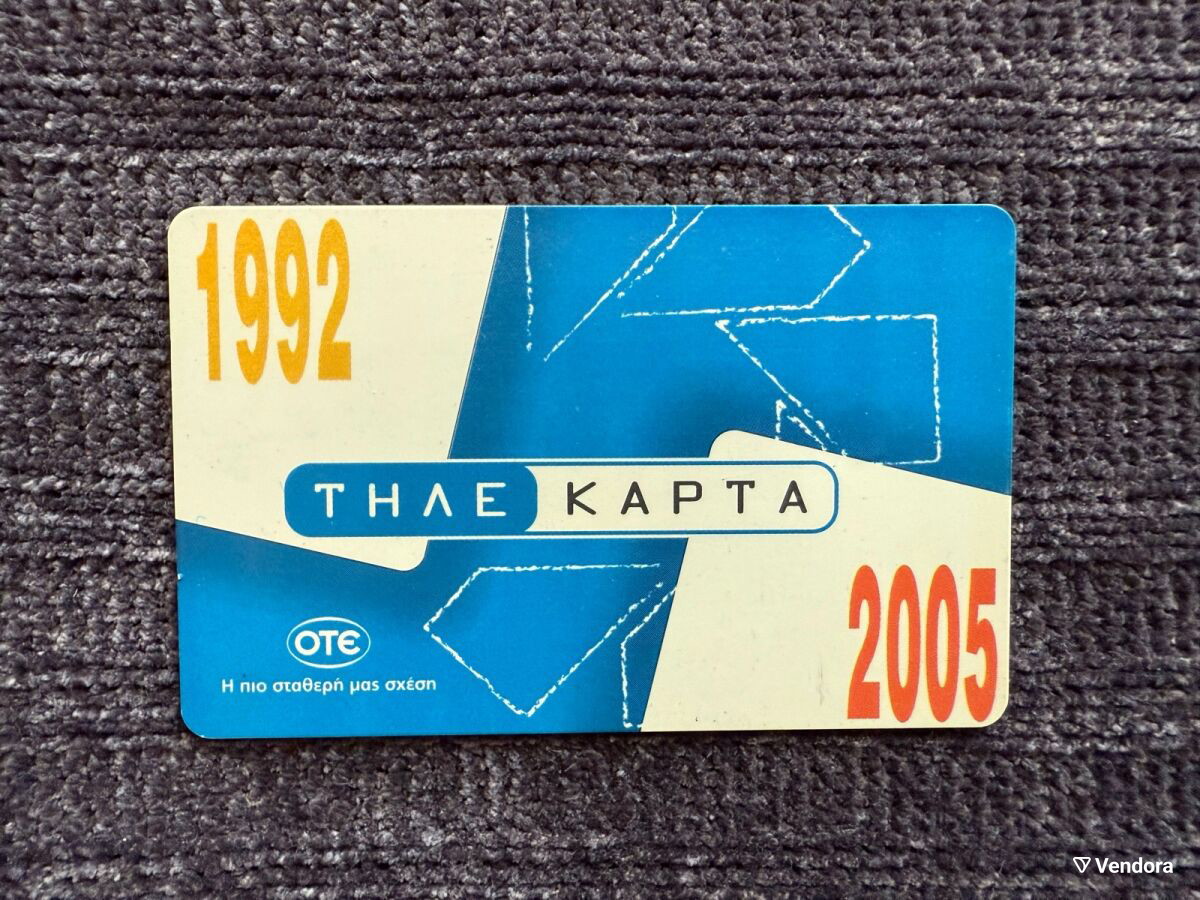 1992
ΤΗΛΕ ΚΑΡΤΑ
2005
ΟΤΕ
Η πιο σταθερή μας σχέση
Vendora